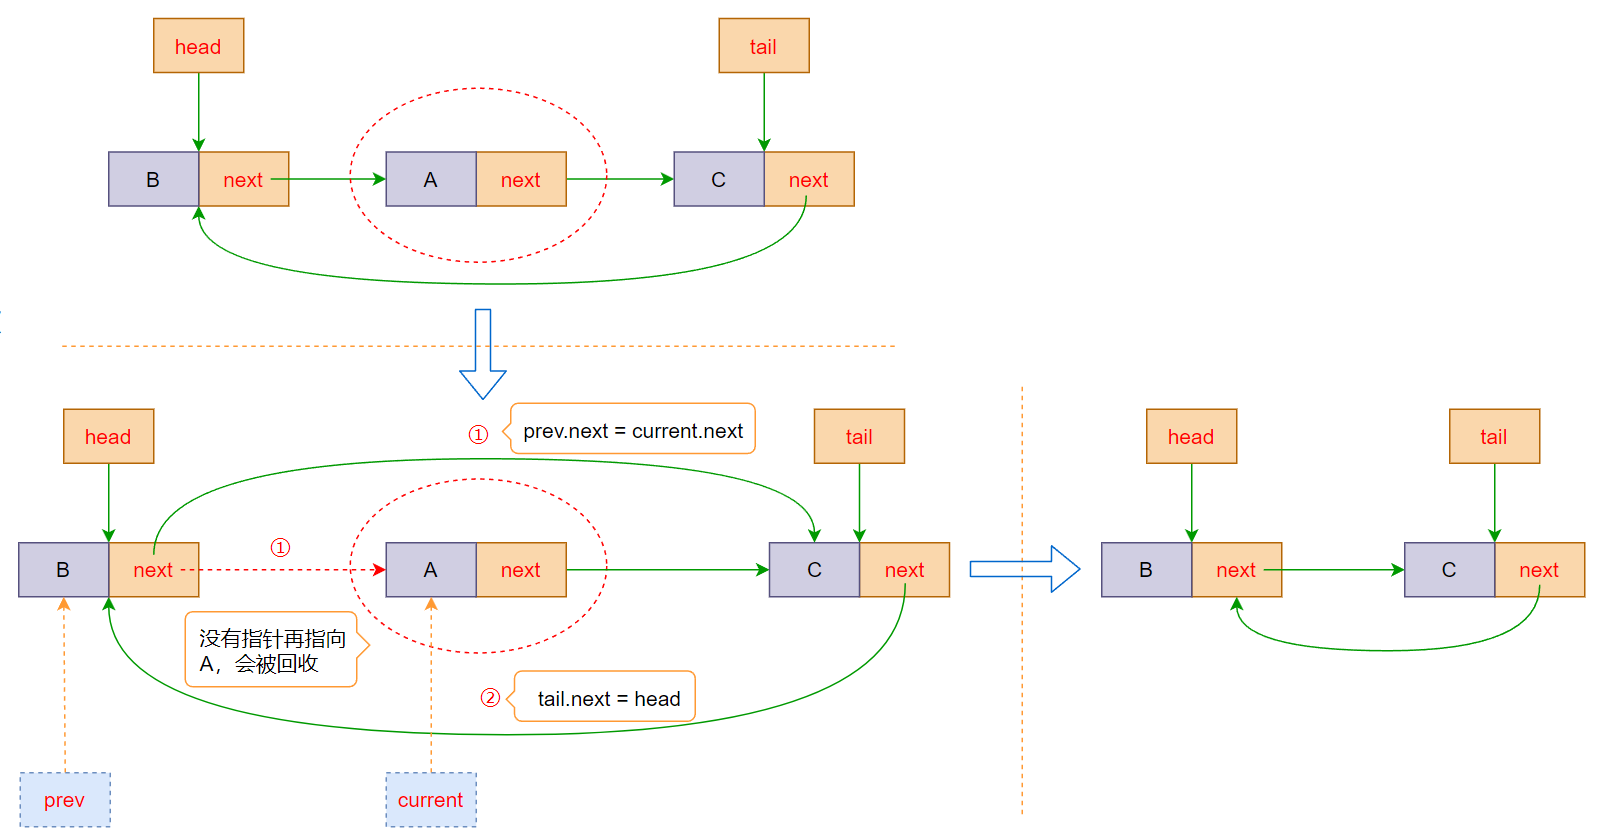 head
tail
B
next
A
next
C
next
①
prev.next = current.next
head
tail
head
tail
①
B
next
A
next
C
next
B
next
C
next
没有指针再指向
A，会被回收
②
tail.next = head
prev
current